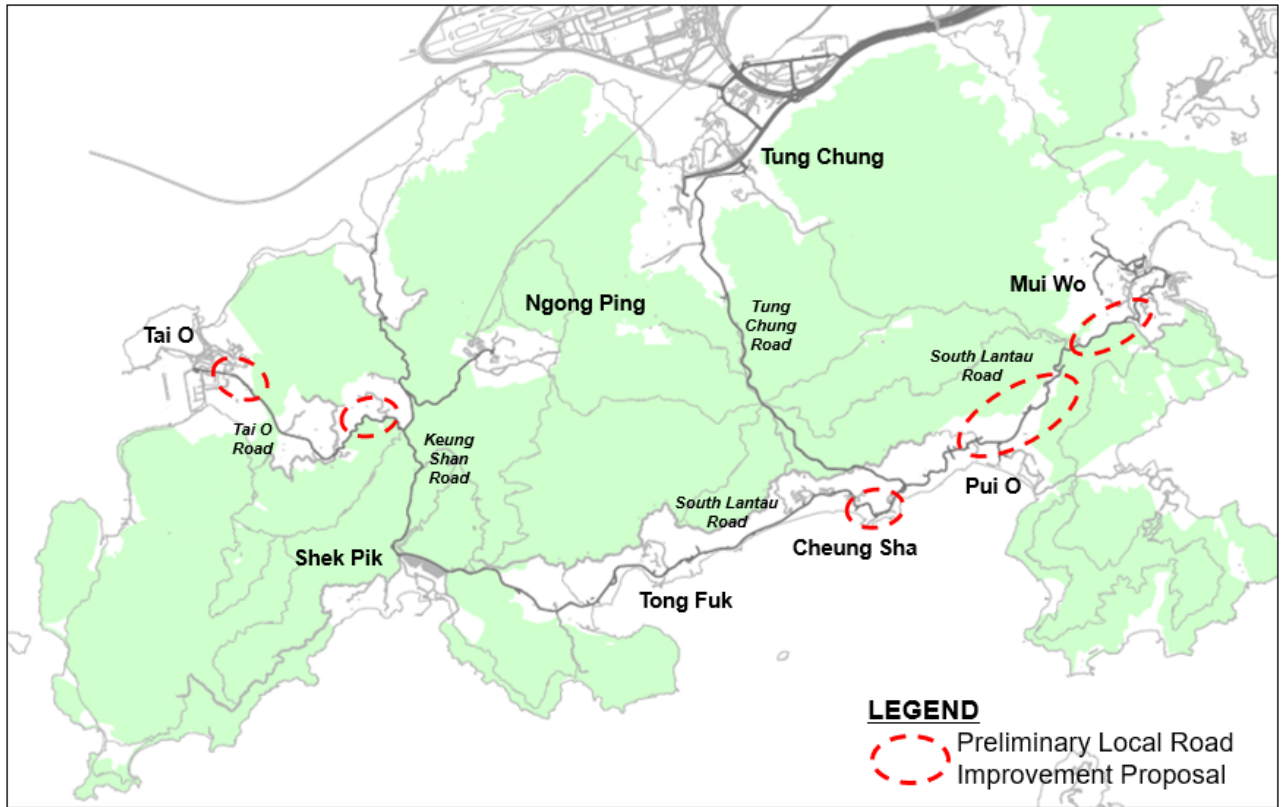 Tung Chung
Mui Wo
Ngong Ping
Tung
Chung
Road
Tai O
South Lantau
Road
Tai O
Road
Keung
Shan
Road
Pui O
South Lantau
Road
Cheung Sha
Shek Pik
Tong Fuk
LEGEND
Preliminary Local Road
Improvement Proposal